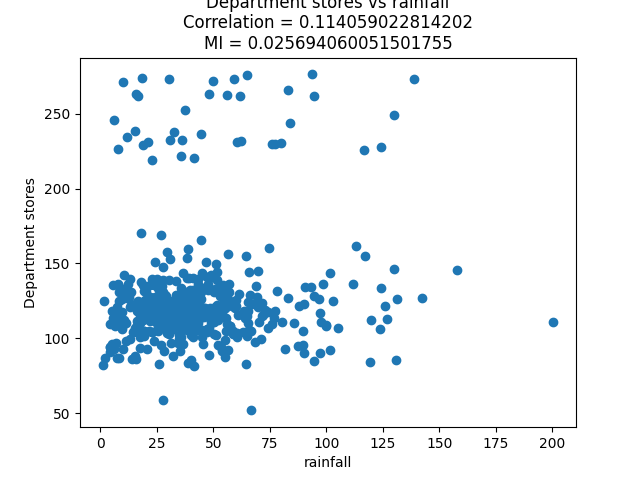 Department stores vs rainfall
Correlation = 0.114059022814202
MI = 0.025694060051501755
250
200
150
100
50
Department stores
0 25 50 75 100 125 150 175 200
rainfall